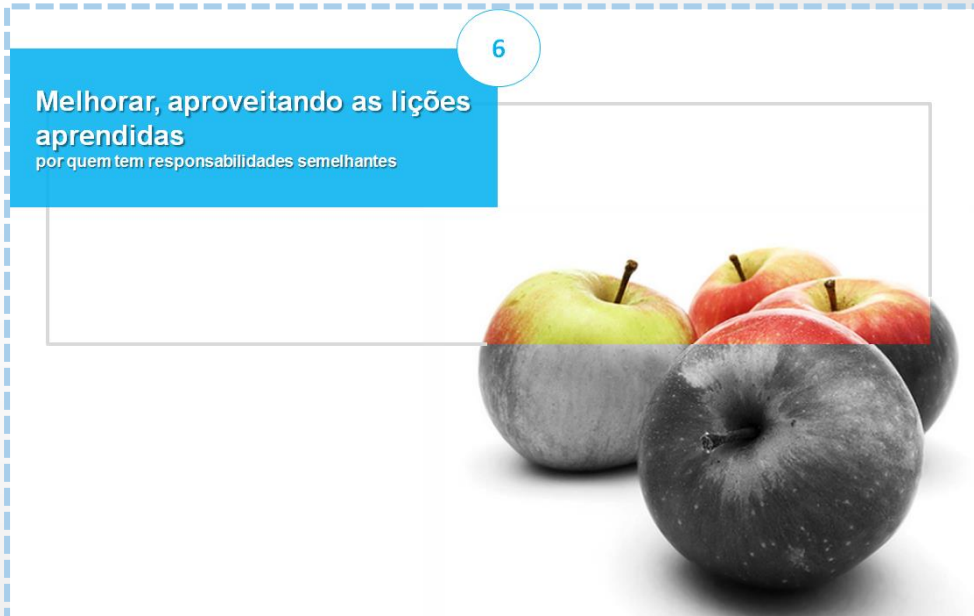 6
Melhorar, aproveitando as lições
aprendidas
por quem tem responsabilidades semelhantes